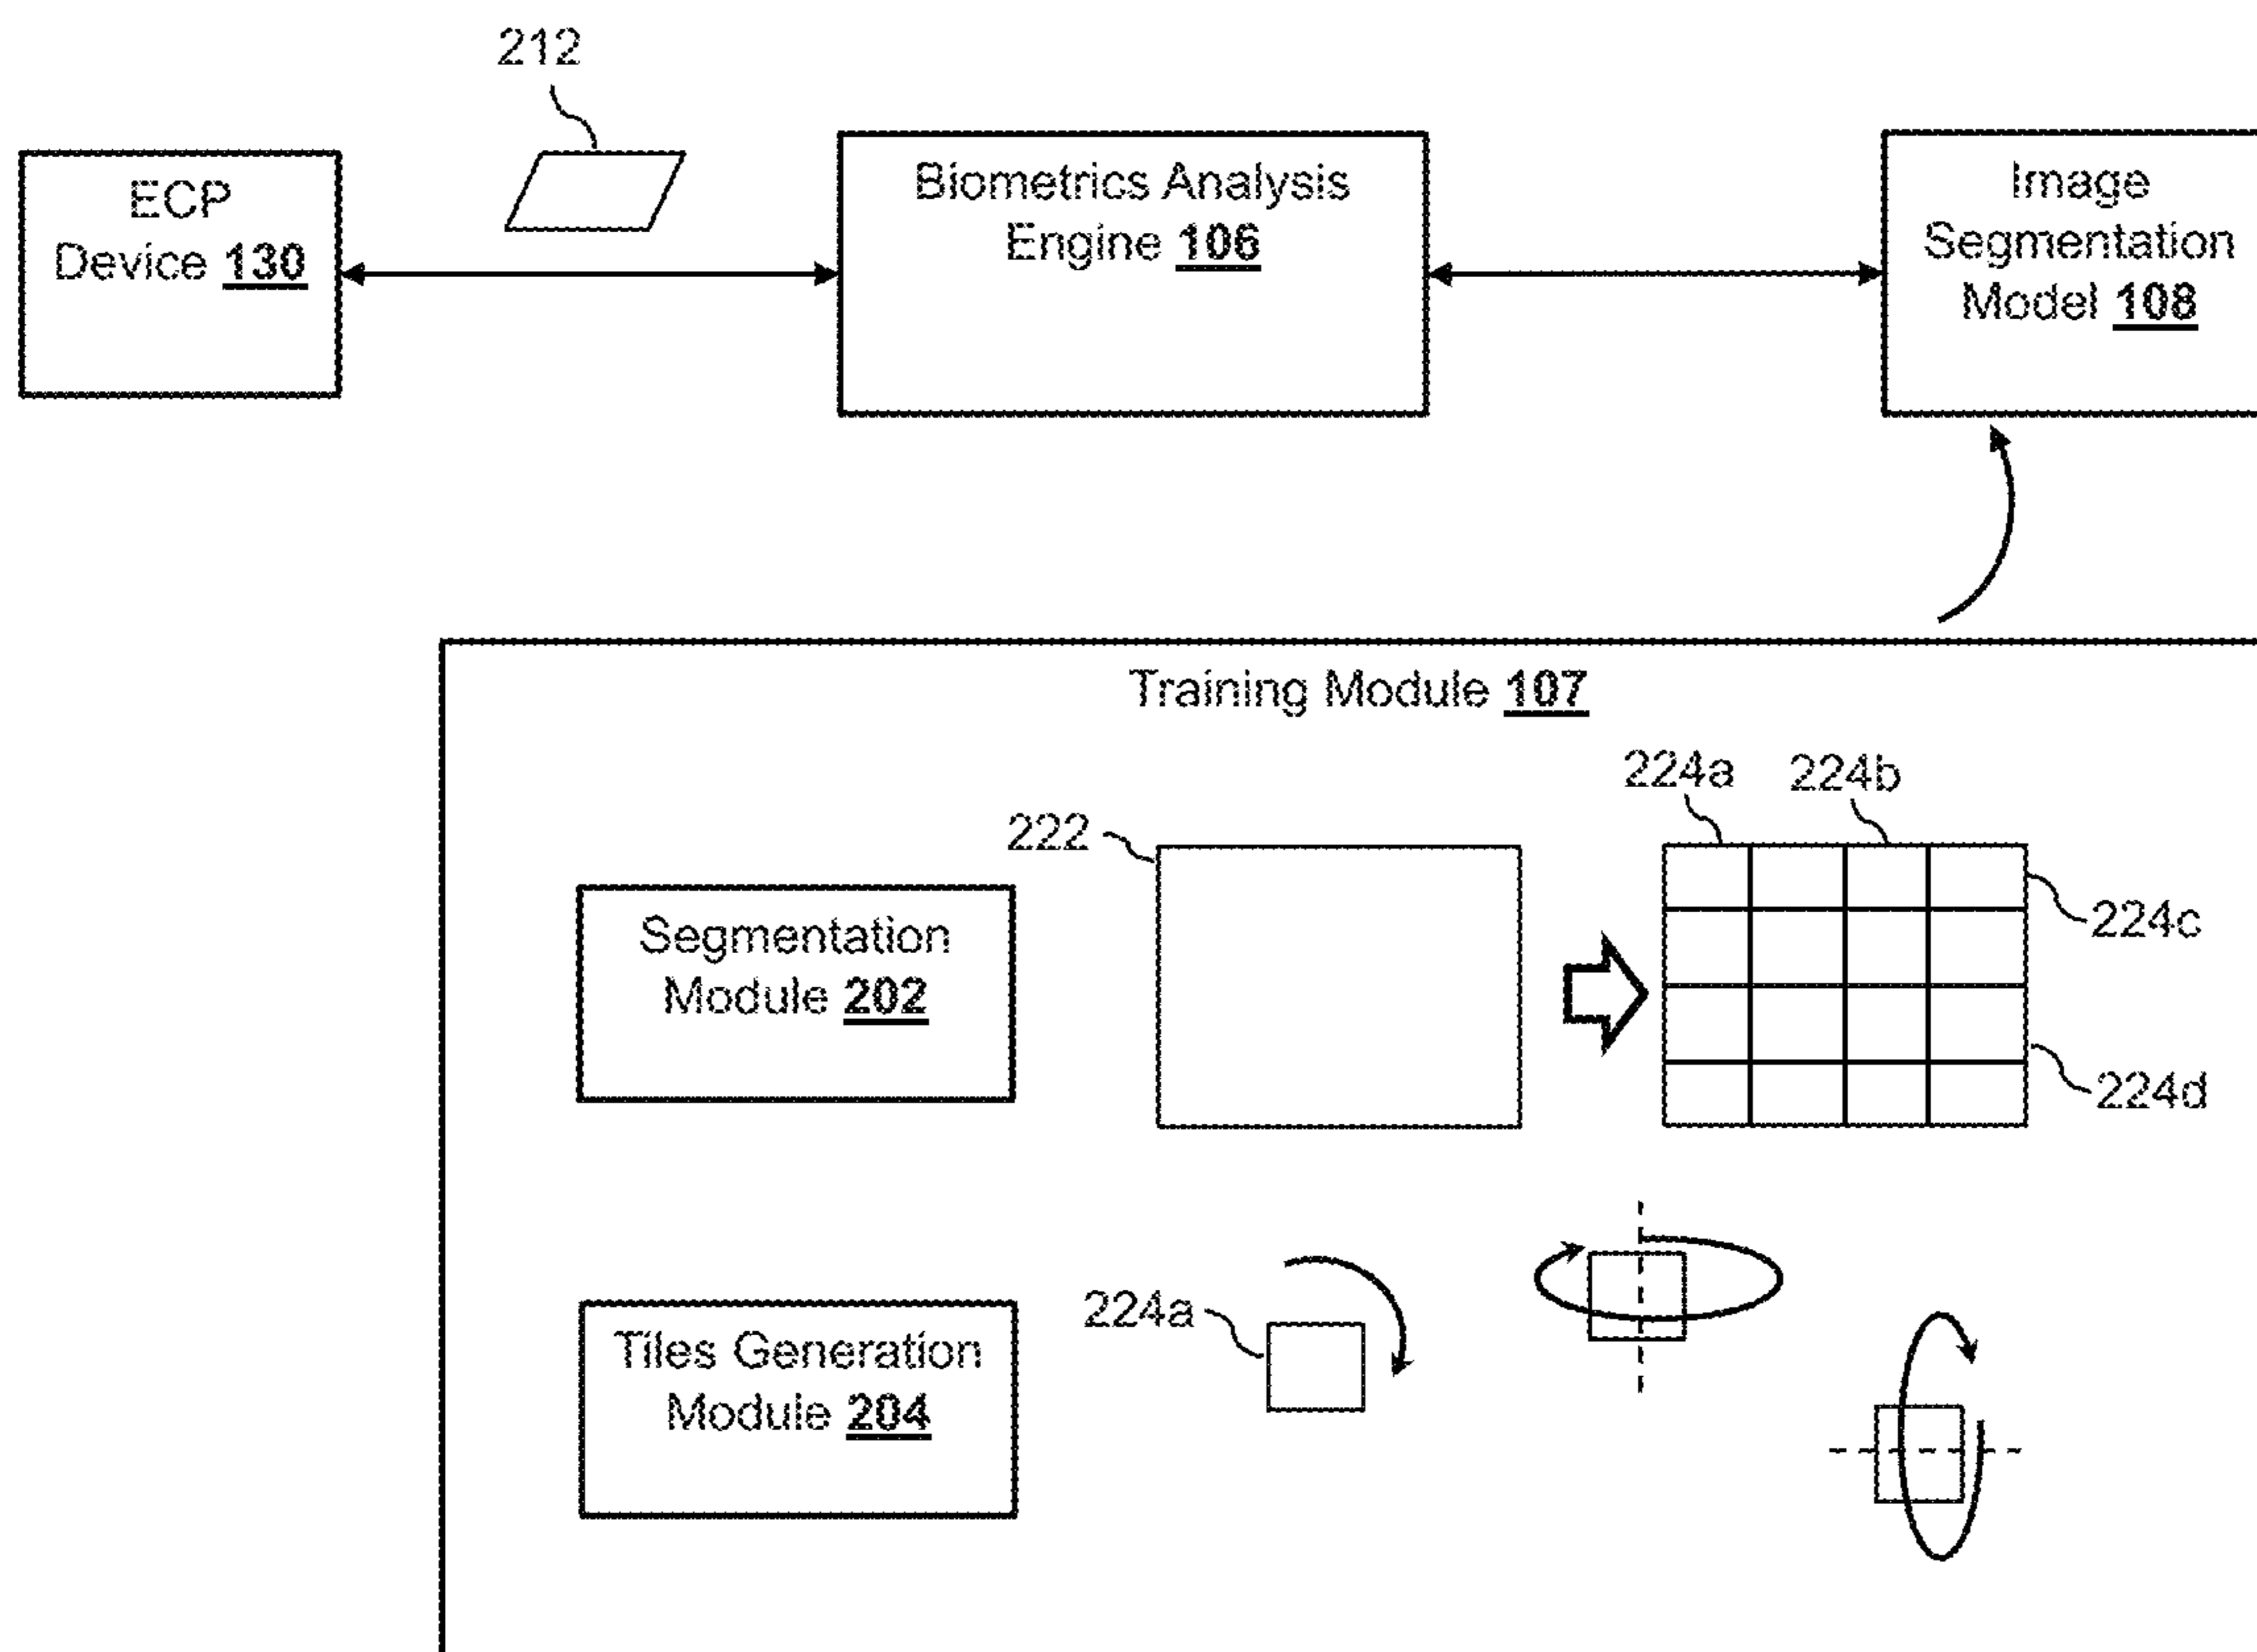 212
ECP
Device 130
Biometrics Analysis
Engine 106
Image
Segmentation
Model 108
Training Module 107
224a
224b
222
224c
Segmentation
Module 202
224d
224a
Tiles Generation
Module 204